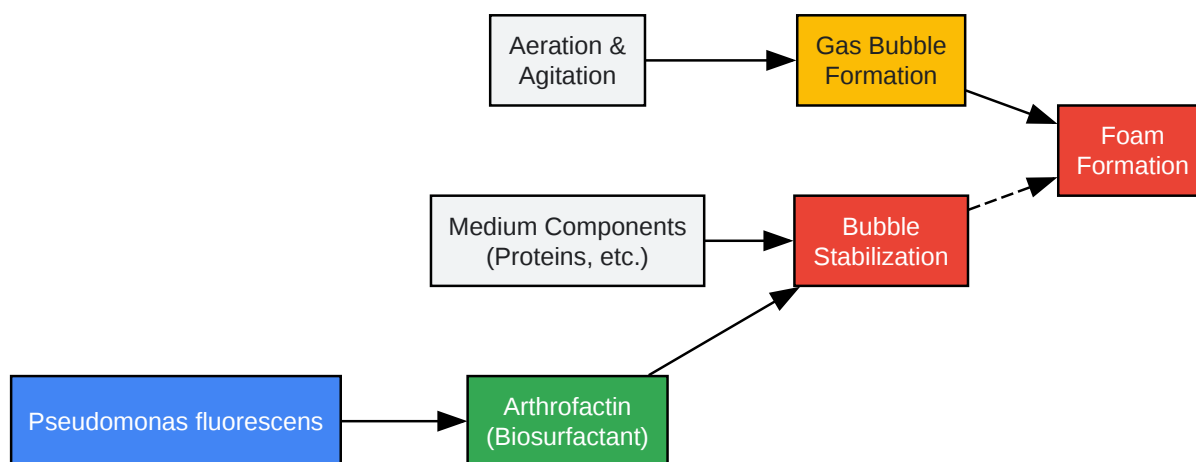 Aeration &
Agitation
Gas Bubble
Formation
Foam
Formation
Medium Components
(Proteins, etc.)
Bubble
Stabilization
Pseudomonas fluorescens
Arthrofactin
(Biosurfactant)